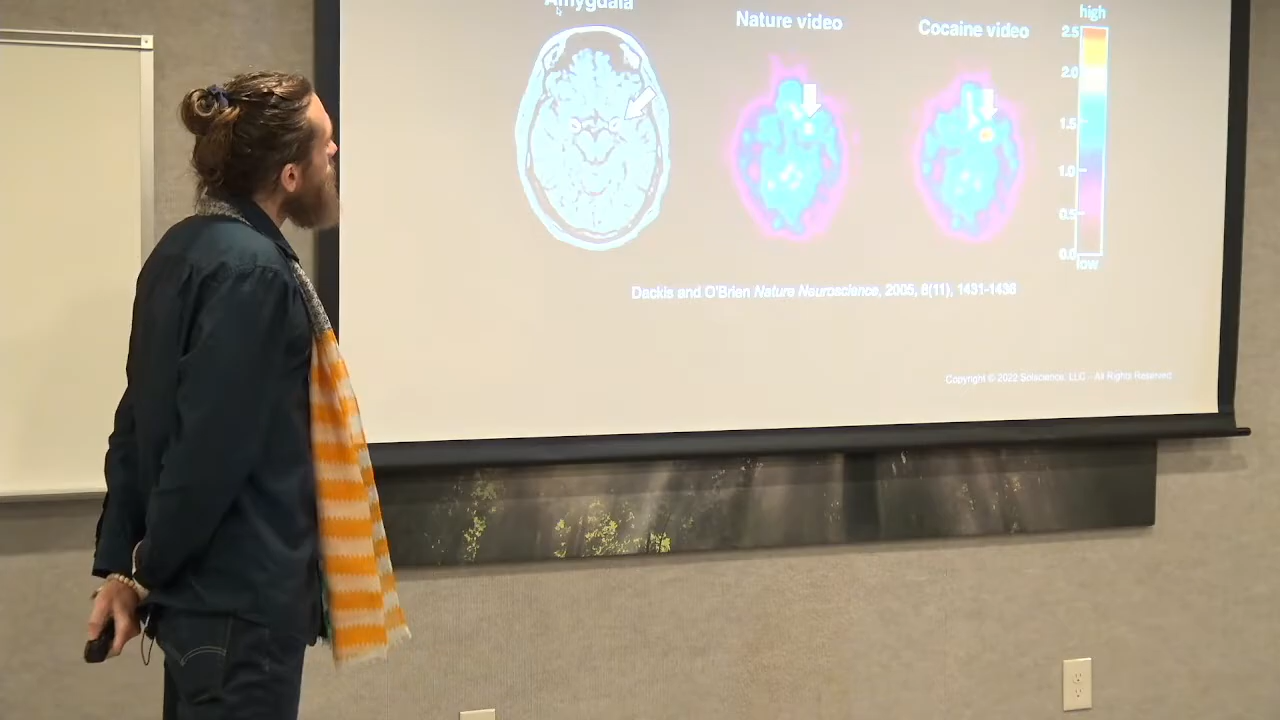 Amygdala
Nature video
Cocaine video
high
2.5
2.0
1.5
1.0
0.5
0.0
low
Dackis and O'Brien Nature Neuroscience, 2005, 8(11), 1431-1436
Copyright © 2022 Solscience, LLC - All Rights Reserved